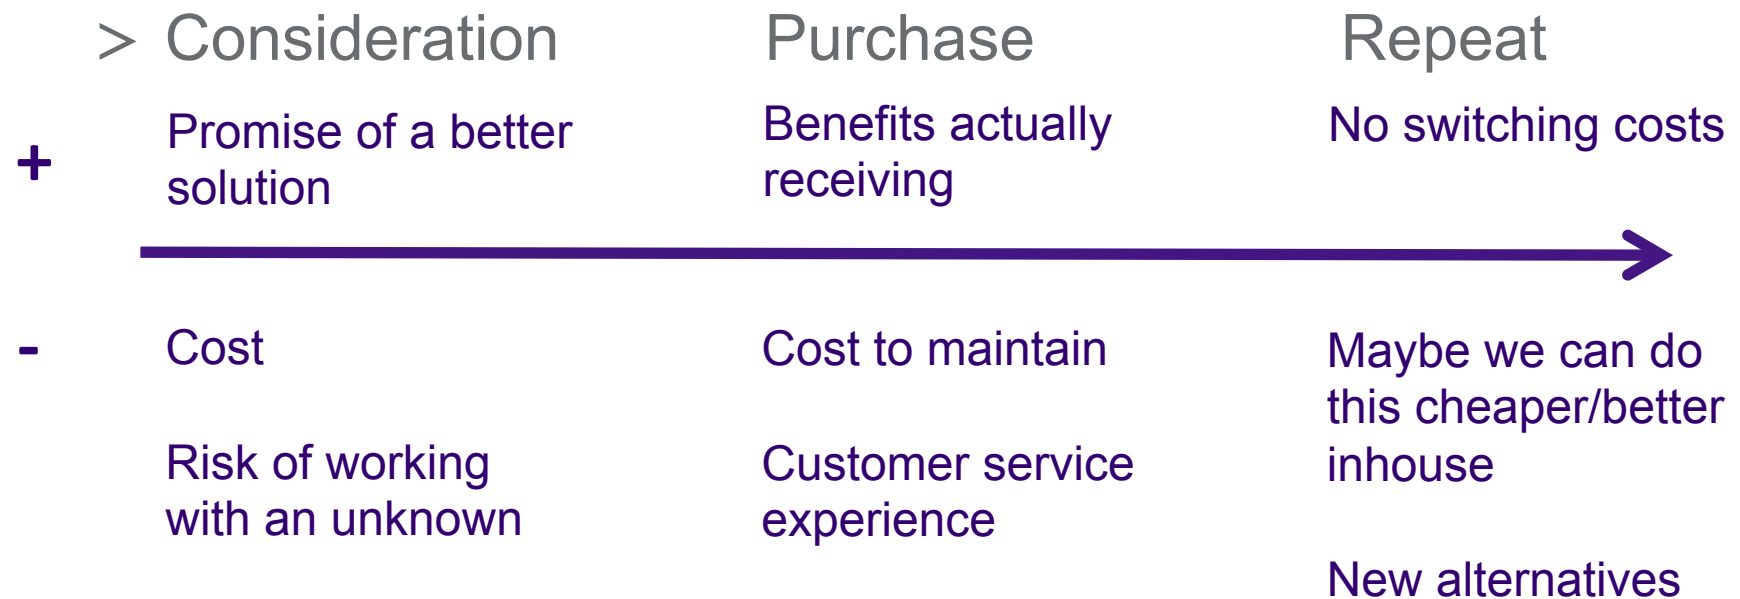 > Consideration
Purchase
Repeat
+
Promise of a better
solution
Benefits actually
receiving
No switching costs
-
Cost
Risk of working
with an unknown
Cost to maintain
Customer service
experience
Maybe we can do
this cheaper/better
inhouse
New alternatives